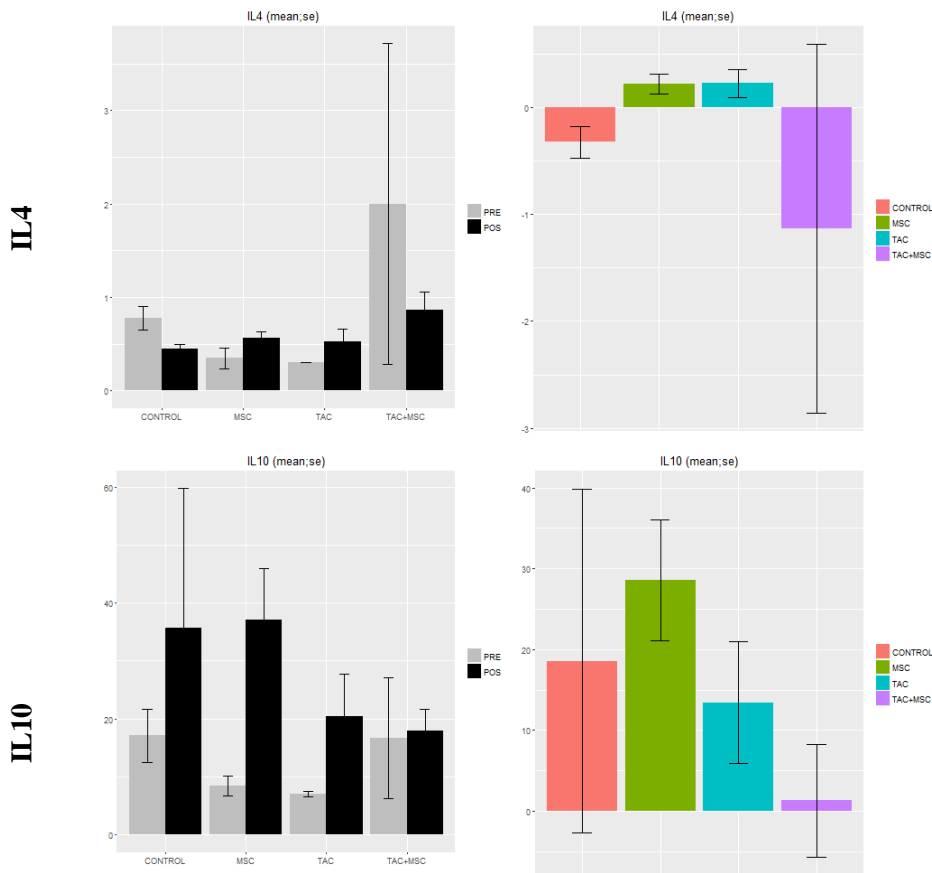 IL4
IL4 (mean;se)
3
2
1
0
CONTROL MSC TAC TAC+MSC
PRE
POS
IL4 (mean;se)
0
-1
-2
-3
CONTROL
MSC
TAC
TAC+MSC
IL10
IL10 (mean;se)
60
40
20
0
CONTROL MSC TAC TAC+MSC
PRE
POS
IL10 (mean;se)
40
30
20
10
0
CONTROL
MSC
TAC
TAC+MSC